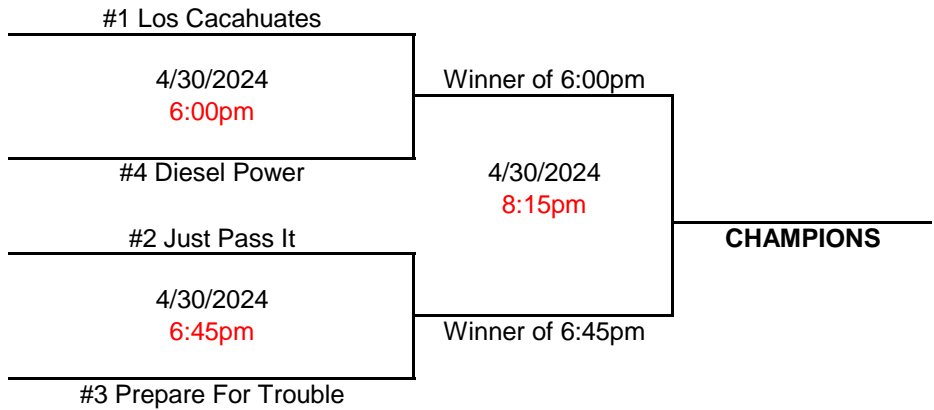 #1 Los Cacahuates
4/30/2024
6:00pm
#4 Diesel Power
Winner of 6:00pm
4/30/2024
8:15pm
#2 Just Pass It
4/30/2024
6:45pm
#3 Prepare For Trouble
Winner of 6:45pm
CHAMPIONS